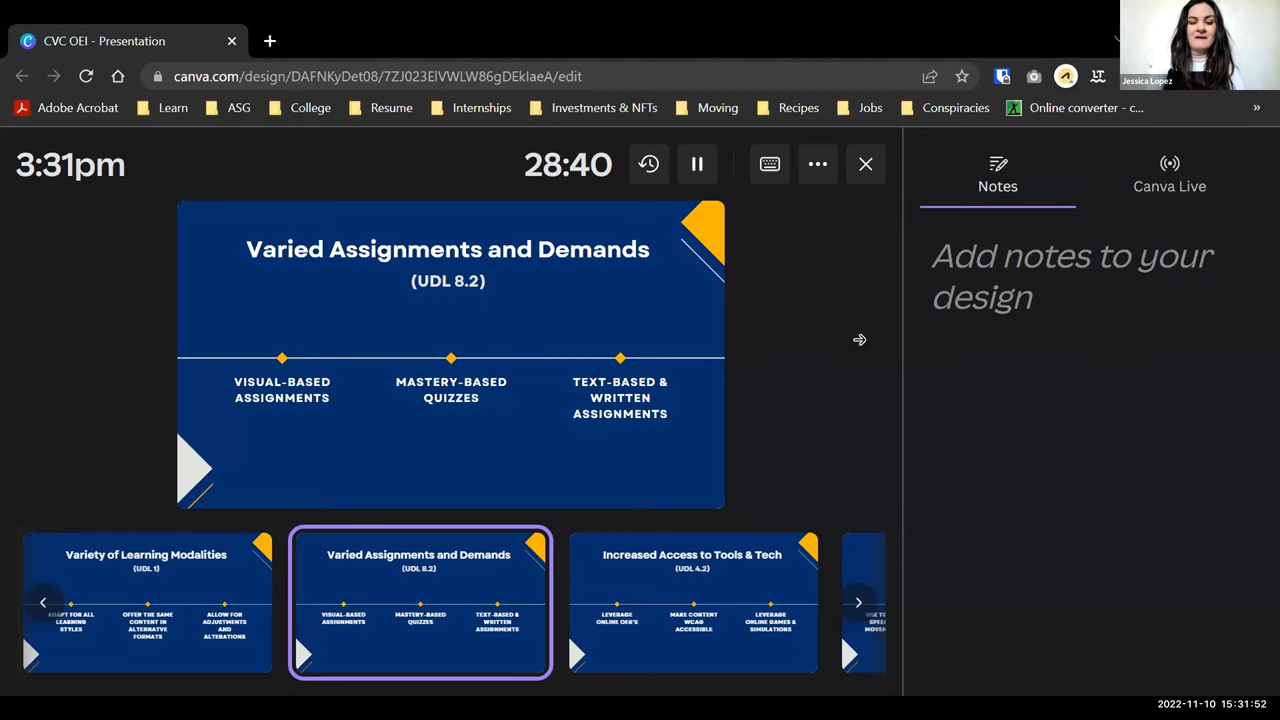 CVC OEI - Presentation
canva.com/design/DAFNKyDet08/7ZJ023ElVWLW86gDEkIaeA/edit
Jessica Lopez
Adobe Acrobat Learn ASG College Resume Internships Investments & NFTs Moving Recipes Jobs Conspiracies Online converter - c... »
3:31pm 28:40
Notes Canva Live
Add notes to your
design
Varied Assignments and Demands
(UDL 8.2)
VISUAL-BASED
ASSIGNMENTS
MASTERY-BASED
QUIZZES
TEXT-BASED &
WRITTEN
ASSIGNMENTS
Variety of Learning Modalities
(UDL 1)
ADAPT FOR ALL
LEARNING
STYLES
OFFER THE SAME
CONTENT IN
ALTERNATIVE
FORMATS
ALLOW FOR
ADJUSTMENTS
AND
ALTERATIONS
Varied Assignments and Demands
(UDL 8.2)
VISUAL-BASED
ASSIGNMENTS
MASTERY-BASED
QUIZZES
TEXT-BASED &
WRITTEN
ASSIGNMENTS
Increased Access to Tools & Tech
(UDL 4.2)
LEVERAGE
ONLINE OER'S
MAKE CONTENT
WCAG
ACCESSIBLE
LEVERAGE
ONLINE GAMES &
SIMULATIONS
2022-11-10 15:31:52